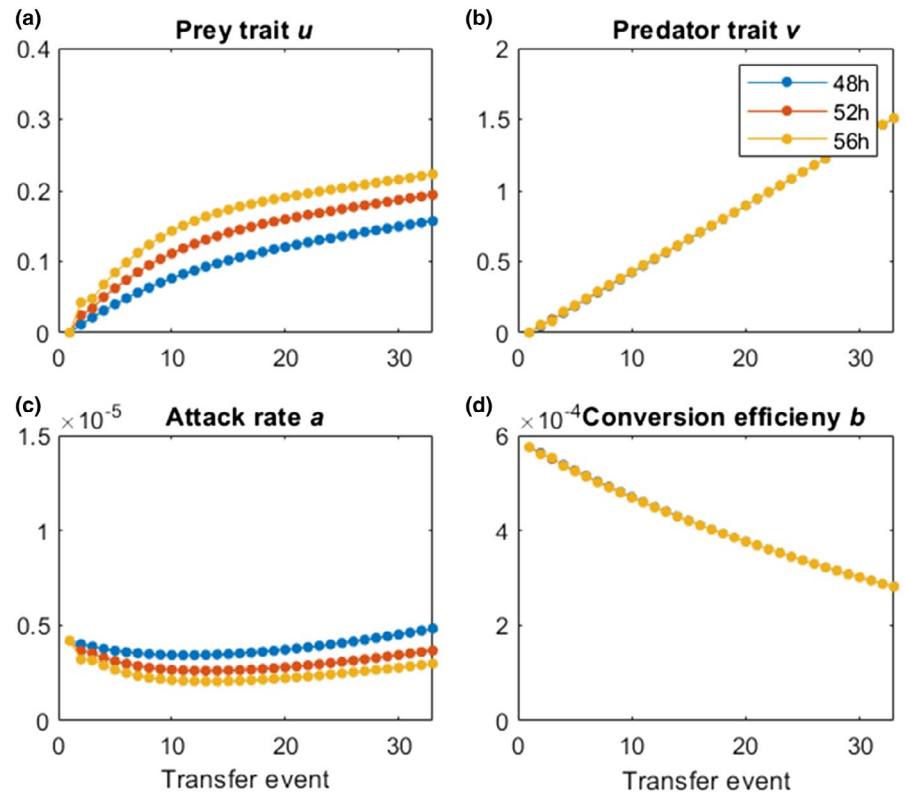 (a)
Prey trait u
0.4
0.3
0.2
0.1
0
0 10 20 30
(b)
Predator trait v
2
1.5
1
0.5
0
0 10 20 30
48h
52h
56h
(c)
×10-5
Attack rate a
1.5
1
0.5
0
0 10 20 30
Transfer event
(d)
×10-4 Conversion efficieny b
6
4
2
0
0 10 20 30
Transfer event